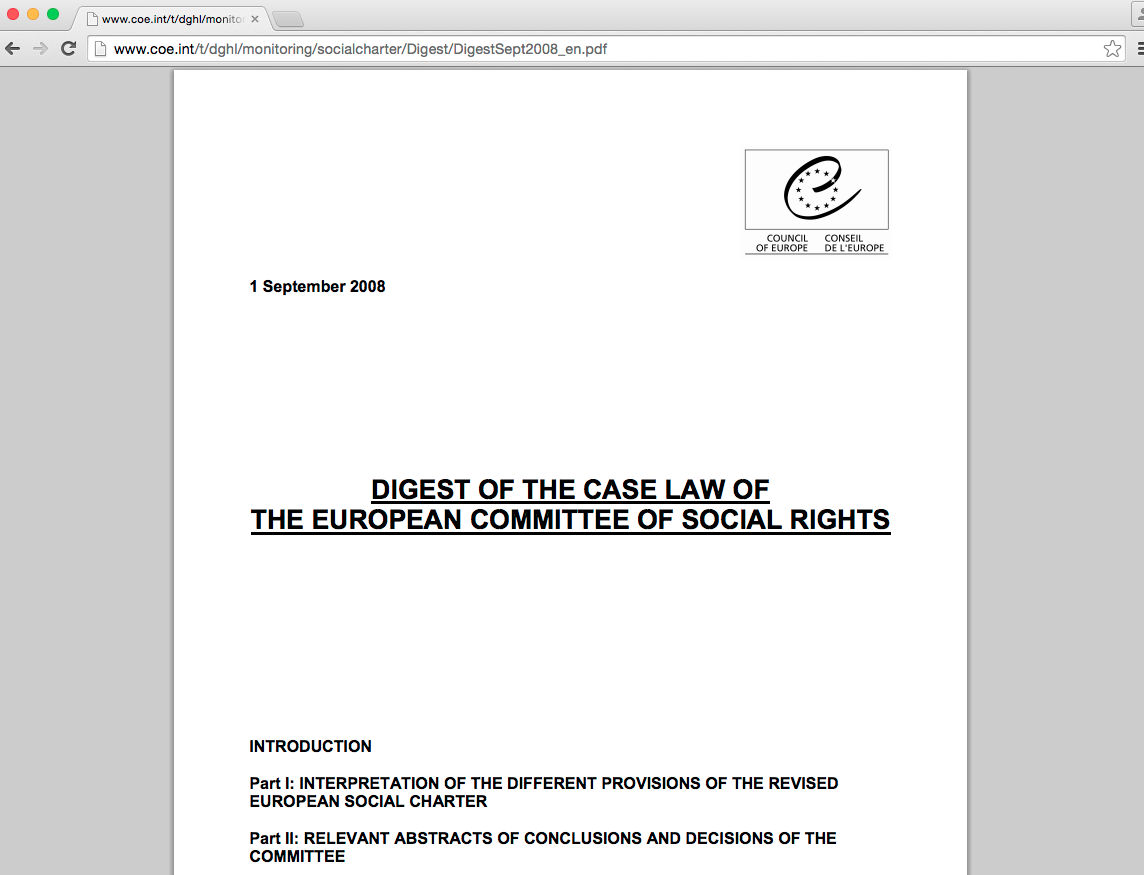 www.coe.int/t/dghl/monito
www.coe.int/t/dghl/monitoring/socialcharter/Digest/DigestSept2008_en.pdf
COUNCIL OF EUROPE
CONSEIL DE L'EUROPE
1 September 2008
DIGEST OF THE CASE LAW OF
THE EUROPEAN COMMITTEE OF SOCIAL RIGHTS
INTRODUCTION
Part I: INTERPRETATION OF THE DIFFERENT PROVISIONS OF THE REVISED
EUROPEAN SOCIAL CHARTER
Part II: RELEVANT ABSTRACTS OF CONCLUSIONS AND DECISIONS OF THE
COMMITTEE